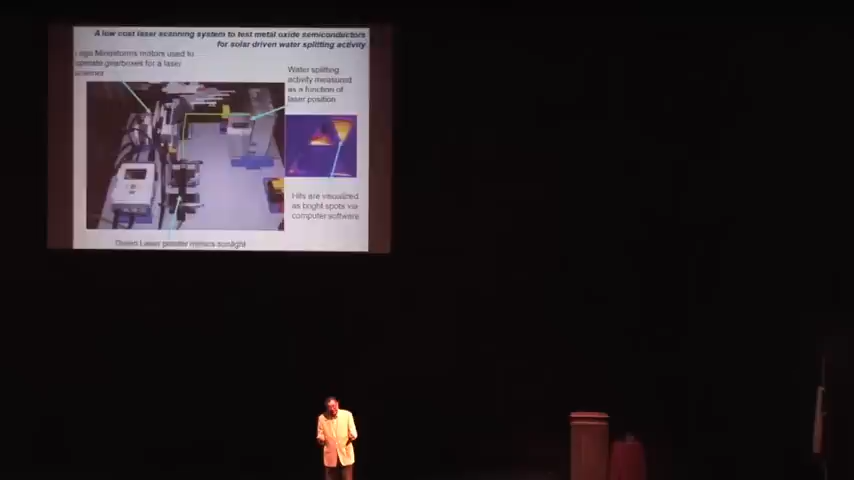 A low cost laser scanning system to test metal oxide semiconductors
for solar driven water splitting activity
Lego Mindstorms motors used to
operate gearboxes for a laser
scanner
Water splitting
activity measured
as a function of
laser position
Hits are visualized
as bright spots via
computer software
Green Laser pointer mimics sunlight